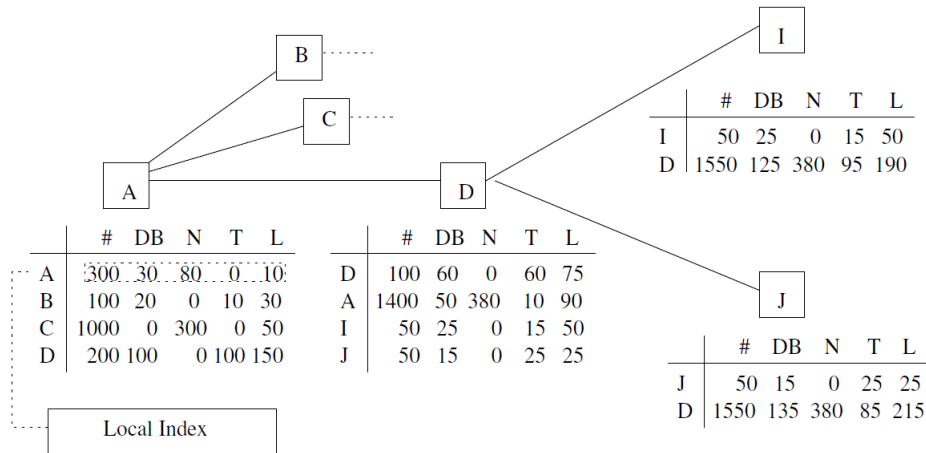 I
B
C
A
D
# DB N T L
I 50 25 0 15 50
D 1550 125 380 95 190
# DB N T L
A 300 30 80 0 10
B 100 20 0 10 30
C 1000 0 300 0 50
D 200 100 0 100 150
# DB N T L
D 100 60 0 60 75
A 1400 50 380 10 90
I 50 25 0 15 50
J 50 15 0 25 25
J
# DB N T L
J 50 15 0 25 25
D 1550 135 380 85 215
Local Index